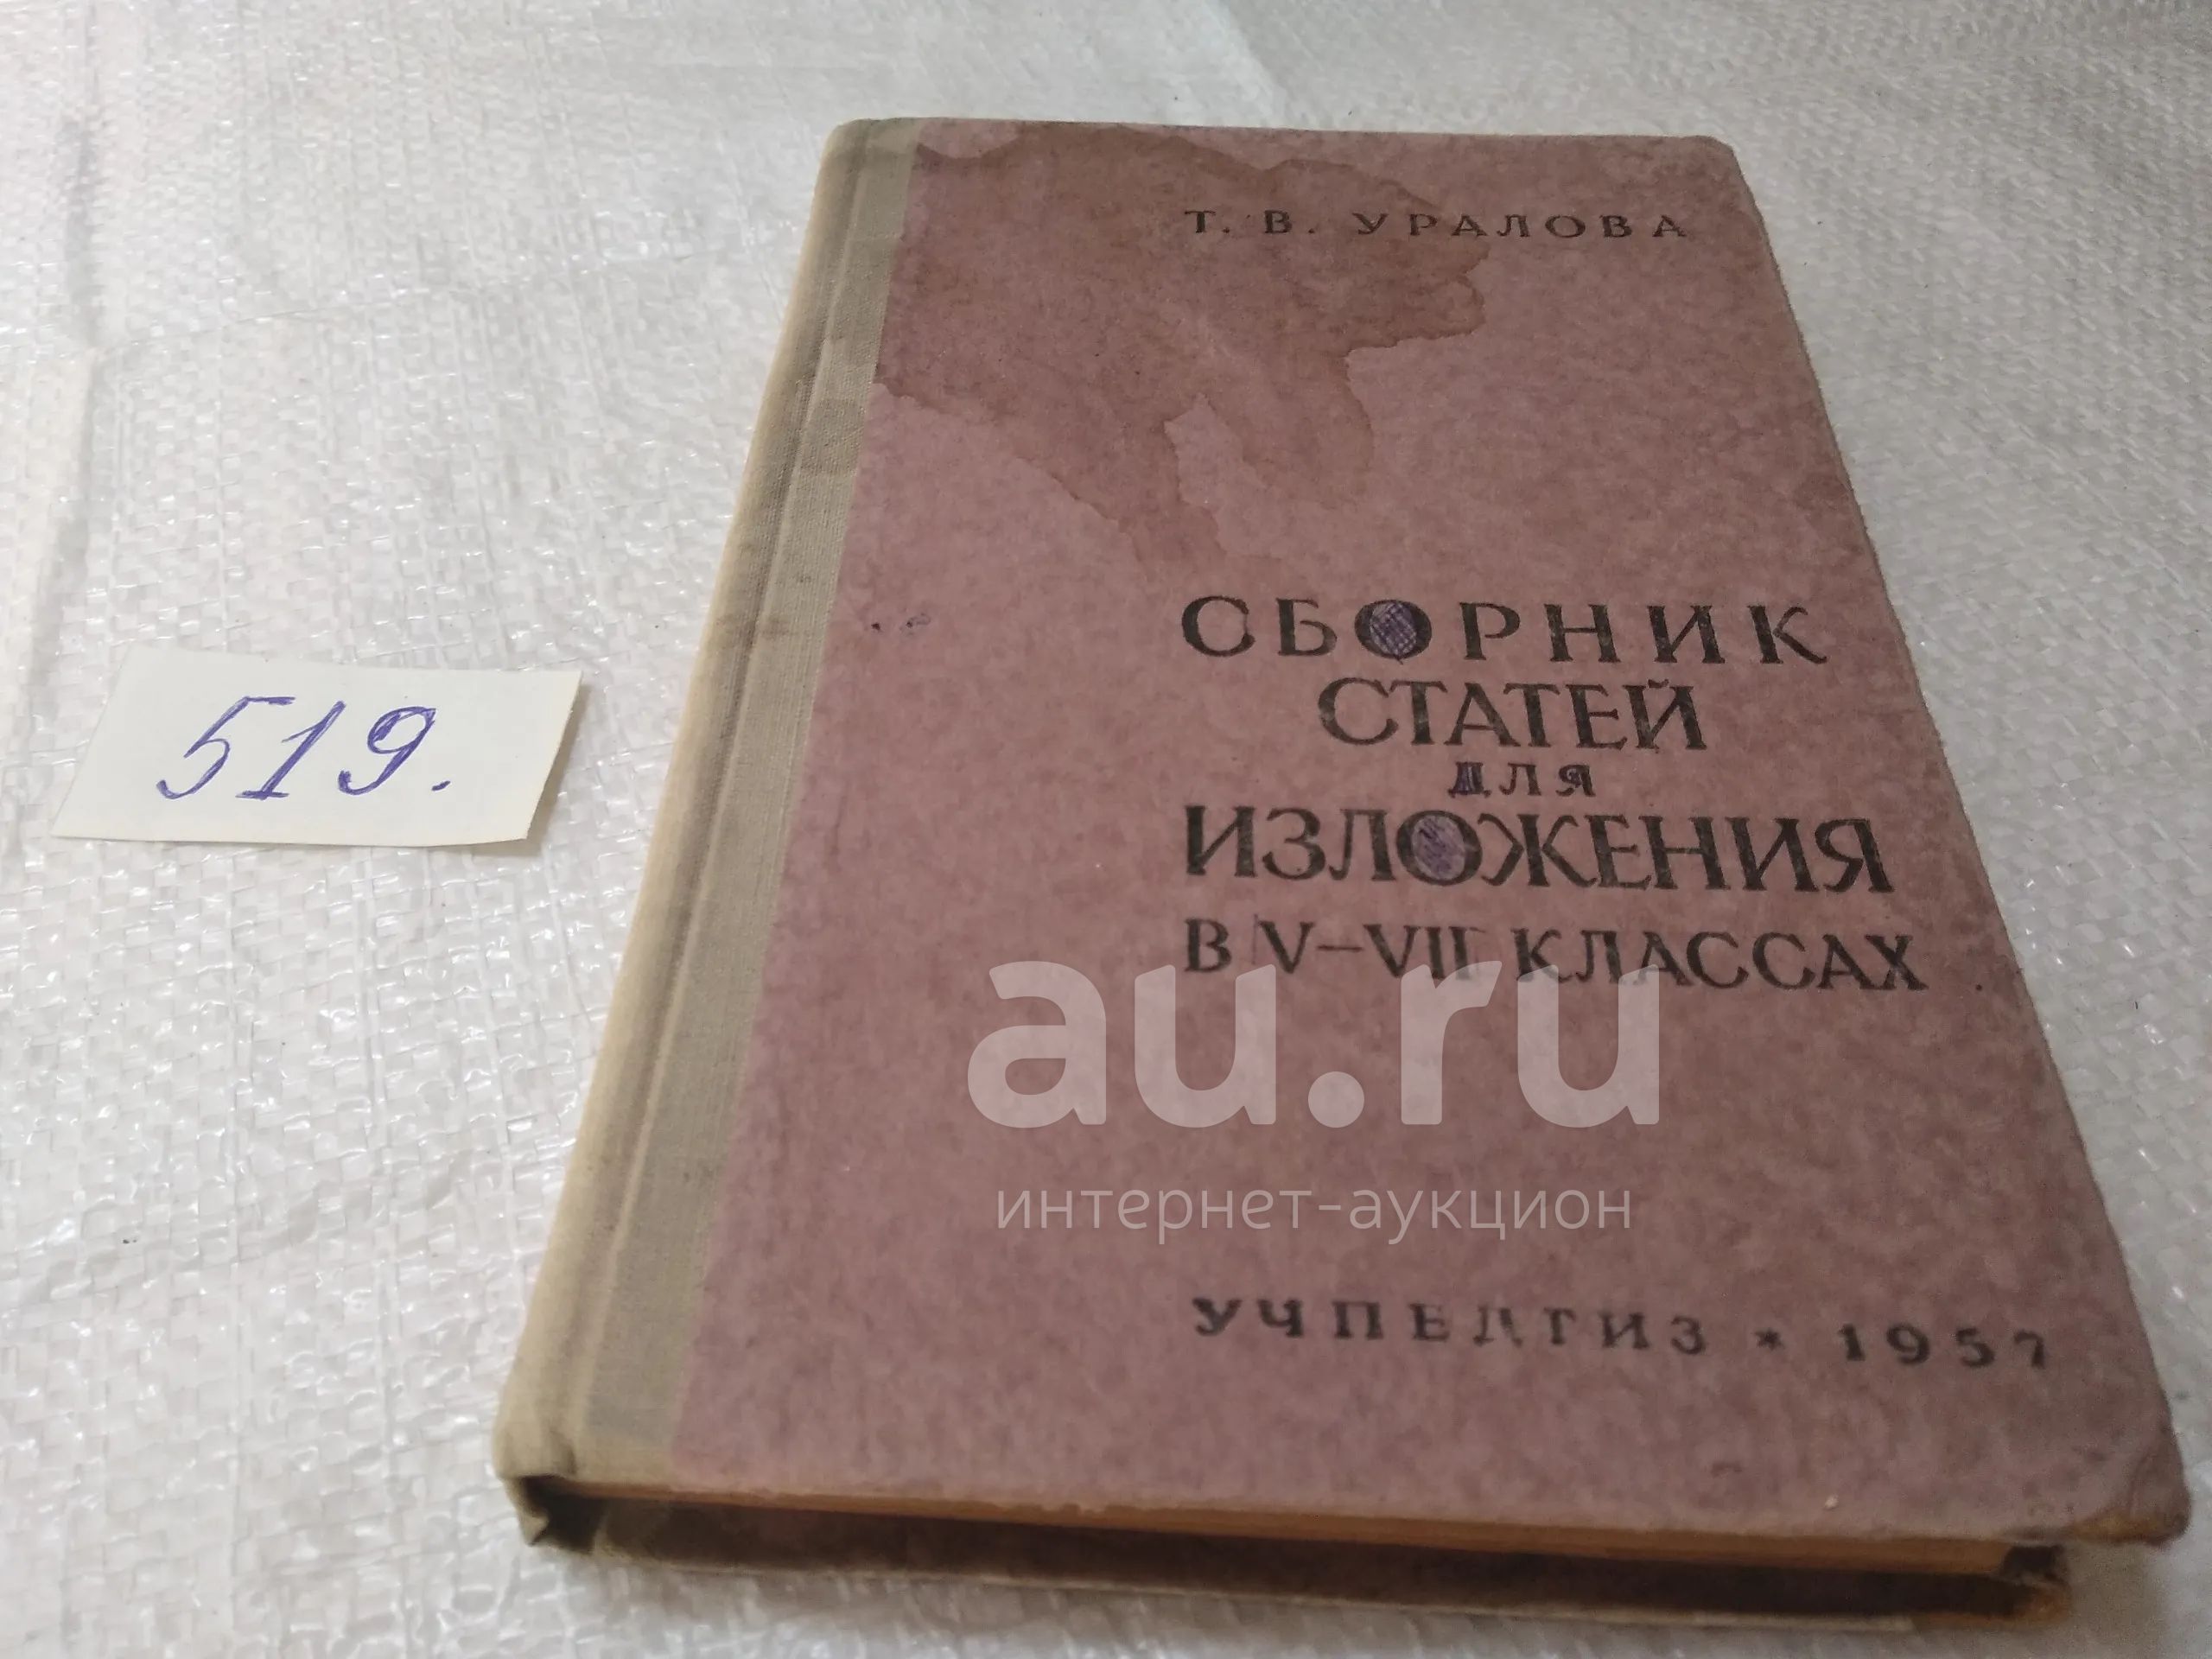 Т. В. УРАЛОВА
СБОРНИК
СТАТЕЙ
ДЛЯ
ИЗЛОЖЕНИЯ
В V–VII КЛАССАХ
УЧПЕДГИЗ * 1957
519.
au.ru
интернет-аукцион